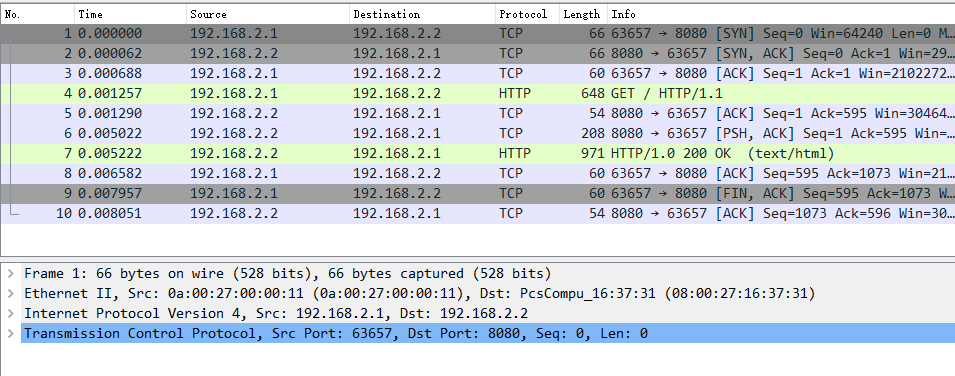 No. Time Source Destination Protocol Length Info
1 0.000000 192.168.2.1 192.168.2.2 TCP 66 63657 → 8080 [SYN] Seq=0 Win=64240 Len=0 M…
2 0.000062 192.168.2.2 192.168.2.1 TCP 66 8080 → 63657 [SYN, ACK] Seq=0 Ack=1 Win=29…
3 0.000688 192.168.2.1 192.168.2.2 TCP 60 63657 → 8080 [ACK] Seq=1 Ack=1 Win=2102272…
4 0.001257 192.168.2.1 192.168.2.2 HTTP 648 GET / HTTP/1.1
5 0.001290 192.168.2.2 192.168.2.1 TCP 54 8080 → 63657 [ACK] Seq=1 Ack=595 Win=30464…
6 0.005022 192.168.2.2 192.168.2.1 TCP 208 8080 → 63657 [PSH, ACK] Seq=1 Ack=595 Win=…
7 0.005222 192.168.2.2 192.168.2.1 HTTP 971 HTTP/1.0 200 OK (text/html)
8 0.006582 192.168.2.1 192.168.2.2 TCP 60 63657 → 8080 [ACK] Seq=595 Ack=1073 Win=21…
9 0.007957 192.168.2.1 192.168.2.2 TCP 60 63657 → 8080 [FIN, ACK] Seq=595 Ack=1073 W…
10 0.008051 192.168.2.2 192.168.2.1 TCP 54 8080 → 63657 [ACK] Seq=1073 Ack=596 Win=30…
Frame 1: 66 bytes on wire (528 bits), 66 bytes captured (528 bits)
Ethernet II, Src: 0a:00:27:00:00:11 (0a:00:27:00:00:11), Dst: PcsCompu_16:37:31 (08:00:27:16:37:31)
Internet Protocol Version 4, Src: 192.168.2.1, Dst: 192.168.2.2
Transmission Control Protocol, Src Port: 63657, Dst Port: 8080, Seq: 0, Len: 0